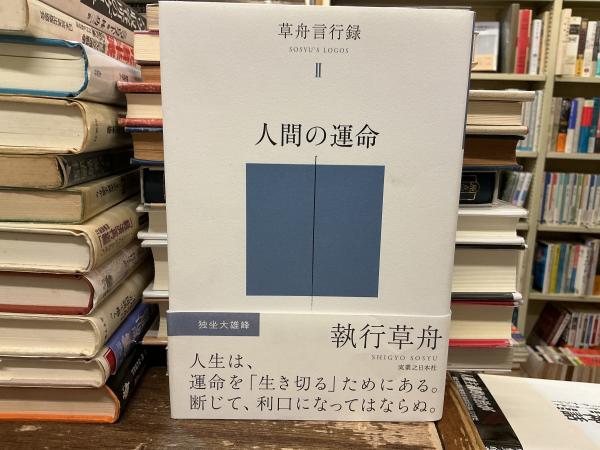 草舟言行録
SOSYU'S LOGOS
II
人間の運命
独坐大雄峰
執行草舟
SHIGYO SOSYU
実業之日本社
人生は、
運命を「生き切る」ためにある。
断じて、利口になってはならぬ。